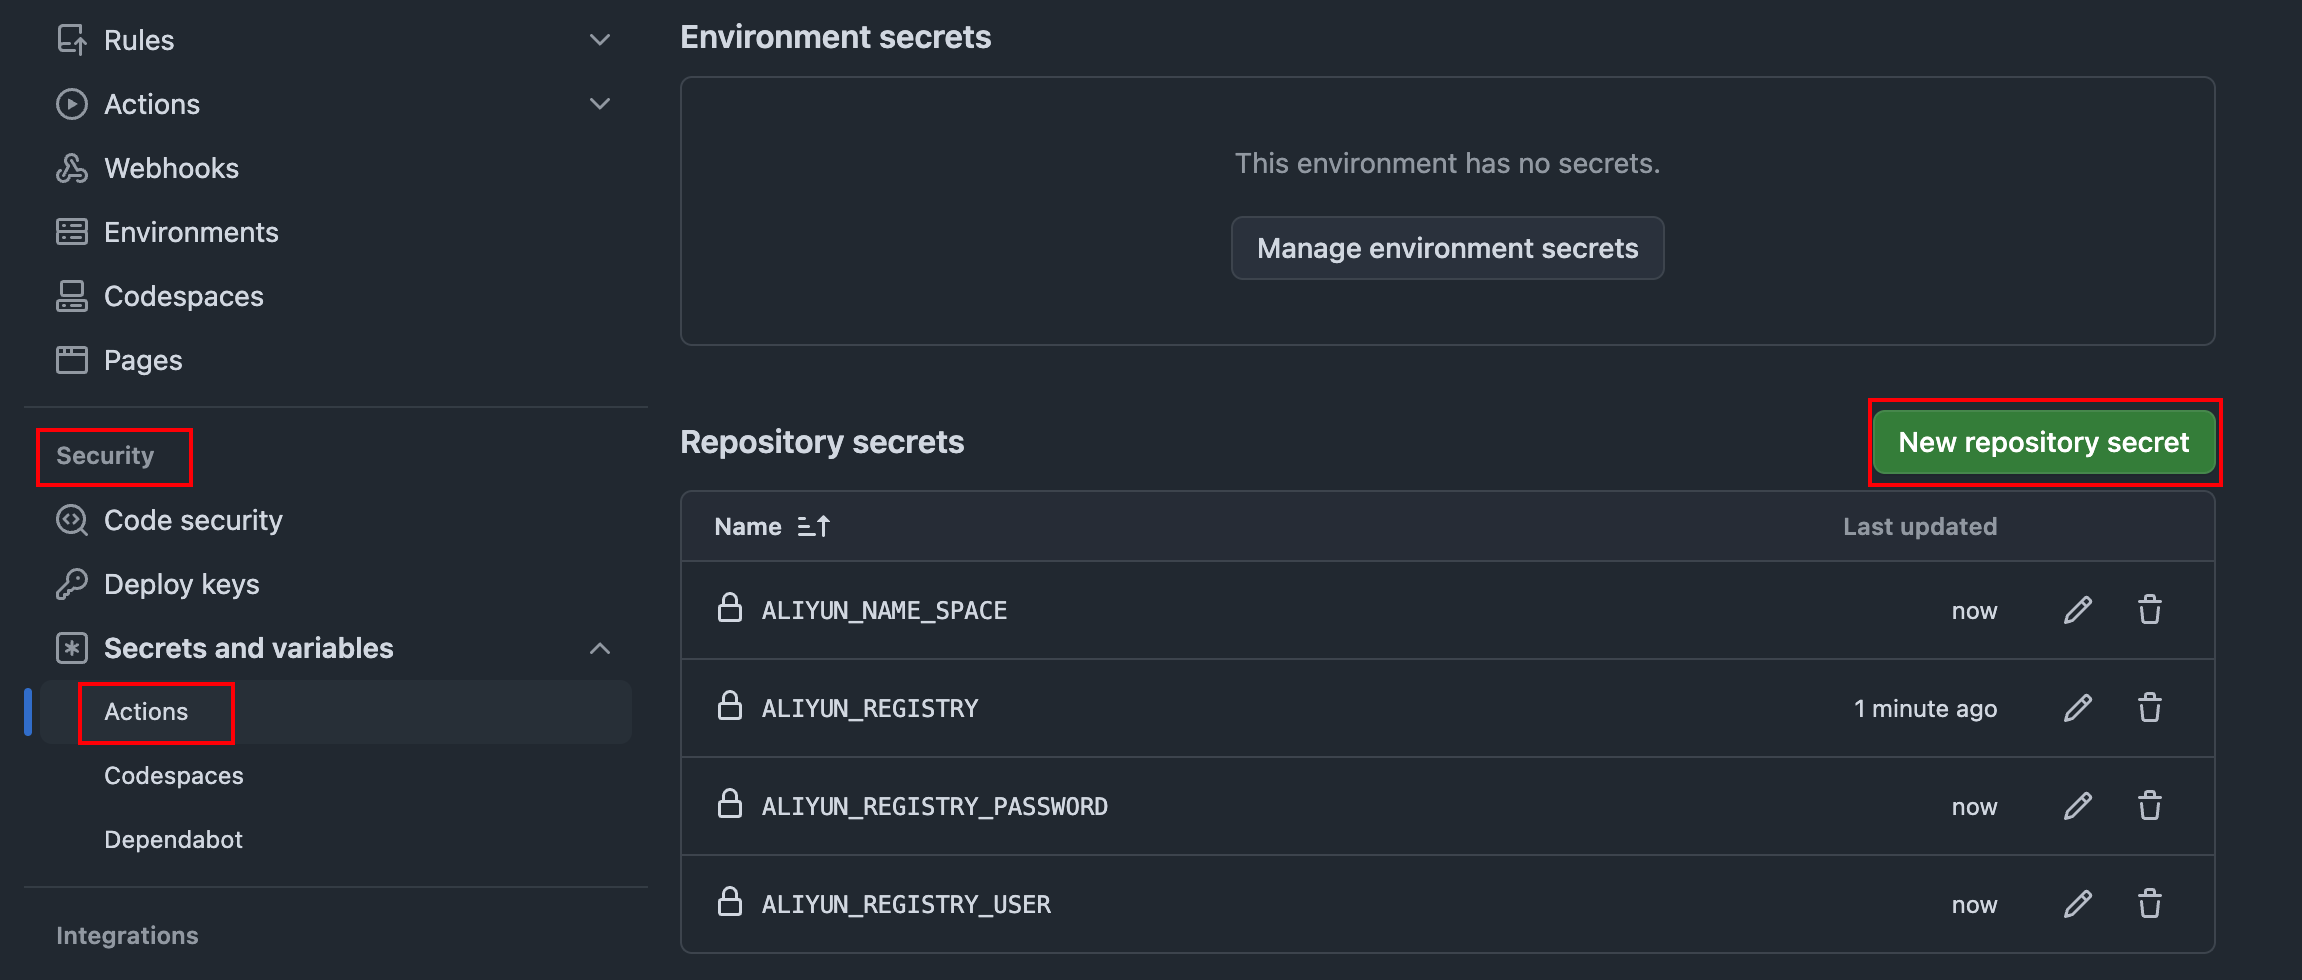 Rules
Actions
Webhooks
Environments
Codespaces
Pages
Security
Code security
Deploy keys
Secrets and variables
Actions
Codespaces
Dependabot
Integrations
Environment secrets
This environment has no secrets.
Manage environment secrets
Repository secrets
New repository secret
Name Last updated
ALIYUN_NAME_SPACE now
ALIYUN_REGISTRY 1 minute ago
ALIYUN_REGISTRY_PASSWORD now
ALIYUN_REGISTRY_USER now